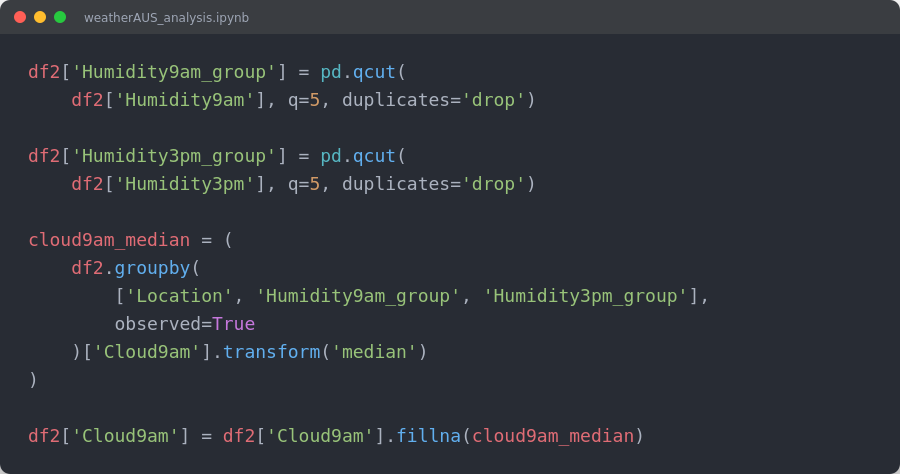 weatherAUS_analysis.ipynb
df2['Humidity9am_group'] = pd.qcut(
    df2['Humidity9am'], q=5, duplicates='drop')
df2['Humidity3pm_group'] = pd.qcut(
    df2['Humidity3pm'], q=5, duplicates='drop')
cloud9am_median = (
    df2.groupby(
        ['Location', 'Humidity9am_group', 'Humidity3pm_group'],
        observed=True
    )['Cloud9am'].transform('median')
)
df2['Cloud9am'] = df2['Cloud9am'].fillna(cloud9am_median)